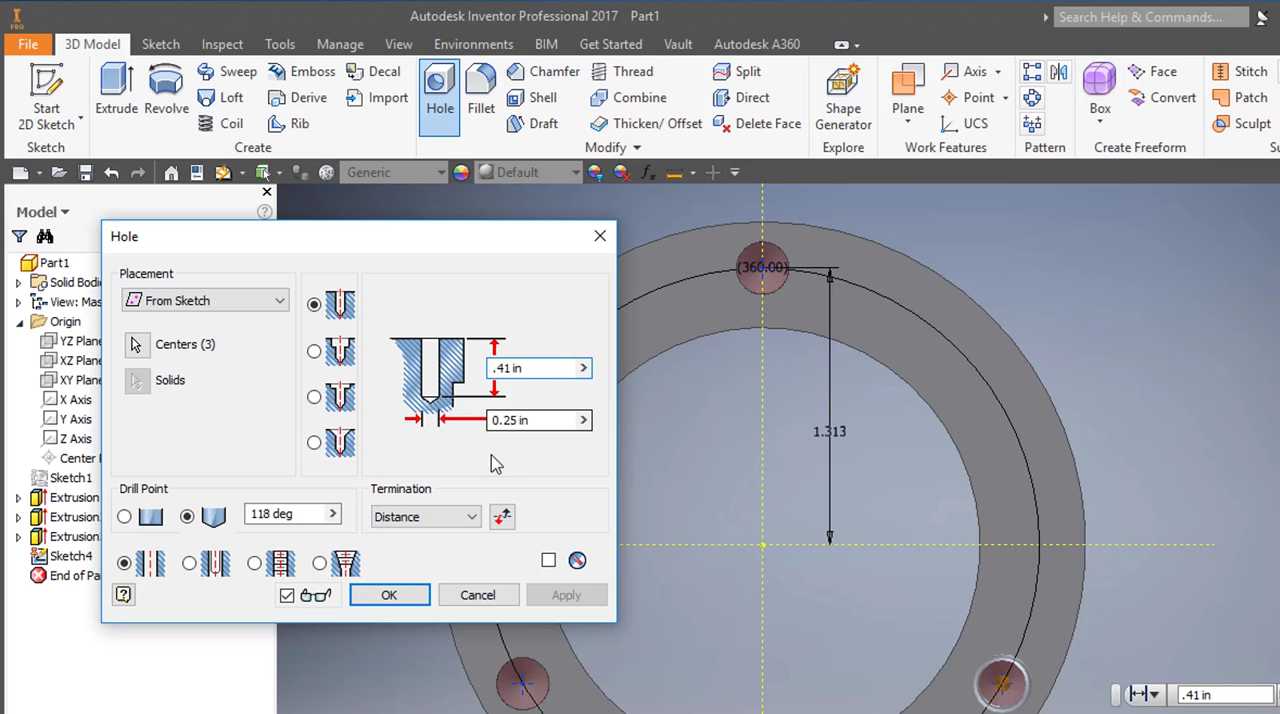 Autodesk Inventor Professional 2017 Part1
Search Help & Commands...
PRO
File 3D Model Sketch Inspect Tools Manage View Environments BIM Get Started Vault Autodesk A360
Start
2D Sketch
Extrude
Revolve
Sweep
Loft
Coil
Emboss
Derive
Rib
Decal
Import
Hole
Fillet
Chamfer
Shell
Draft
Thread
Combine
Thicken/ Offset
Split
Direct
Delete Face
Shape
Generator
Plane
Axis
Point
UCS
Box
Face
Convert
Stitch
Patch
Sculpt
Sketch Create Modify Explore Work Features Pattern Create Freeform Su
Generic
Default
Model
Part1
Solid Bodi
View: Mas
Origin
YZ Plane
XZ Plane
XY Plane
X Axis
Y Axis
Z Axis
Center
Sketch1
Extrusion
Extrusion
Extrusion
Sketch4
End of Pa
Hole
Placement
From Sketch
Centers (3)
Solids
.41 in
0.25 in
Drill Point
118 deg
Termination
Distance
OK
Cancel
Apply
(360.00)
1.313
.41 in